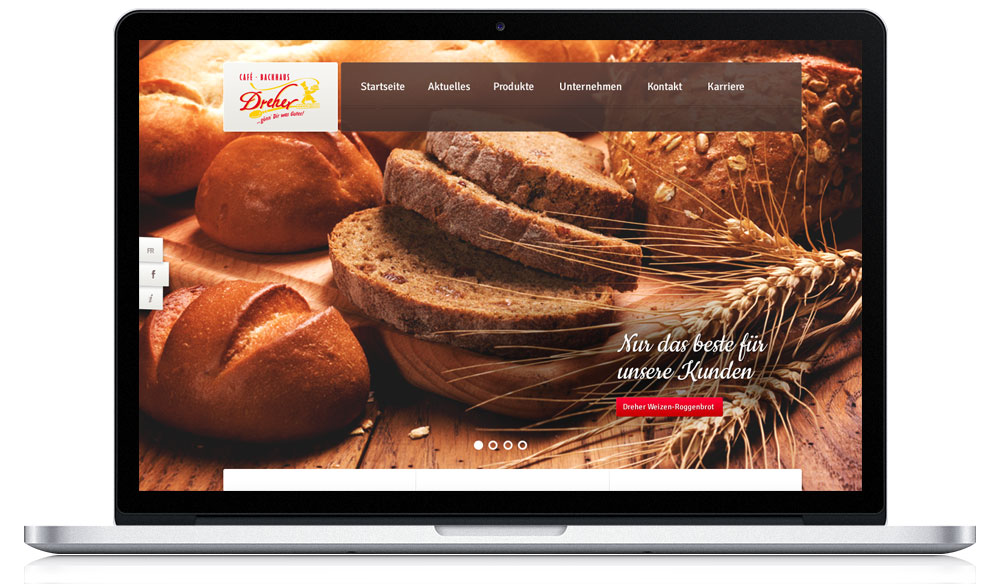 CAFÉ · BACKHAUS
Dreher
...gönn' Dir was Gutes!
Startseite Aktuelles Produkte Unternehmen Kontakt Karriere
FR
f
i
Nur das beste für
unsere Kunden
Dreher Weizen-Roggenbrot